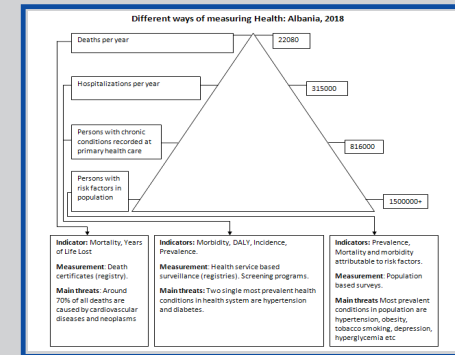 Different ways of measuring Health: Albania, 2018
Deaths per year
22080
Hospitalizations per year
315000
Persons with chronic
conditions recorded at
primary health care
816000
Persons with
risk factors in
population
1500000+
Indicator: Mortality, Years
of Life Lost
Measurement: Death
certificates (registry).
Main threats: Around
70% of all deaths are
caused by cardiovascular
diseases and neoplasms
Indicators: Morbidity, DALY, Incidence,
Prevalence.
Measurement: Health service based
surveillance (registries). Screening programs.
Main threats: Two single most prevalent health
conditions in health system are hypertension
and diabetes.
Indicators: Prevalence,
Mortality and morbidity
attributable to risk factors.
Measurement: Population
based surveys.
Main threats Most prevalent
conditions in population are
hypertension, obesity,
tobacco smoking, depression,
hyperglycemia etc